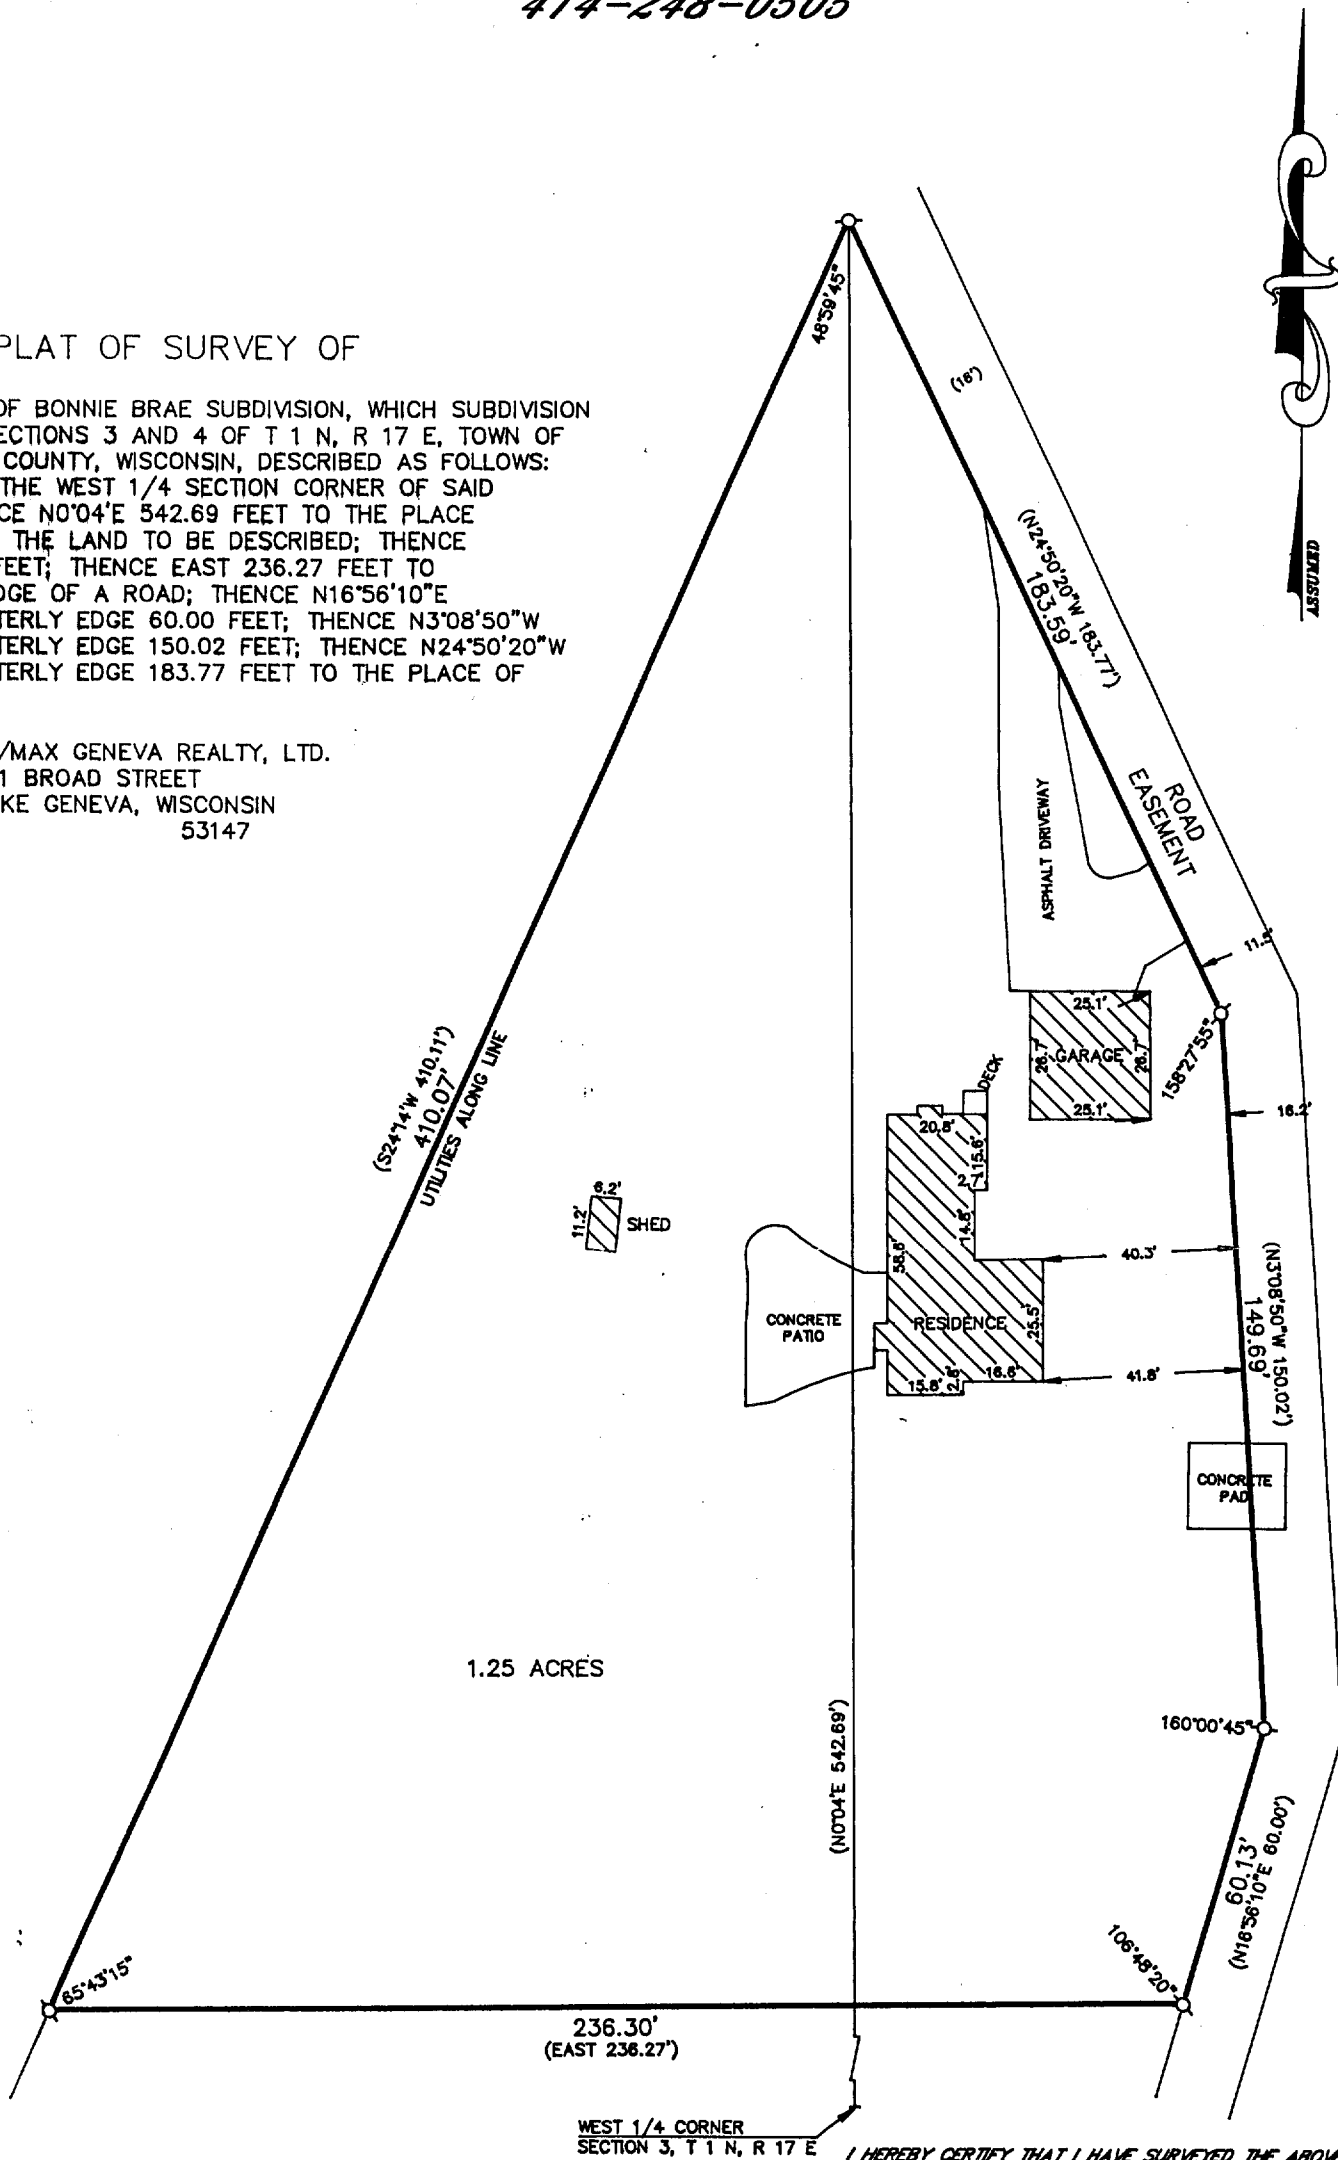 474-248-0505
PLAT OF SURVEY OF
OF BONNIE BRAE SUBDIVISION, WHICH SUBDIVISION
ECTIONS 3 AND 4 OF T 1 N, R 17 E, TOWN OF
COUNTY, WISCONSIN, DESCRIBED AS FOLLOWS:
THE WEST 1/4 SECTION CORNER OF SAID
CE N0°04'E 542.69 FEET TO THE PLACE
THE LAND TO BE DESCRIBED; THENCE
FEET; THENCE EAST 236.27 FEET TO
DGE OF A ROAD; THENCE N16°56'10"E
TERLY EDGE 60.00 FEET; THENCE N3°08'50"W
TERLY EDGE 150.02 FEET; THENCE N24°50'20"W
TERLY EDGE 183.77 FEET TO THE PLACE OF
/MAX GENEVA REALTY, LTD.
1 BROAD STREET
KE GENEVA, WISCONSIN
53147
ASSUMED
48°59'45"
(16')
(N24°50'20"W 183.77')
183.59'
ROAD
EASEMENT
ASPHALT DRIVEWAY
11.5'
25.1'
26.7'
GARAGE
26.7'
25.1'
158°27'55"
16.2'
(S24°14'W 410.11')
410.07'
UTILITIES ALONG LINE
DECK
20.8'
15.6'
2.7'
14.8'
6.2'
11.2'
SHED
58.6'
40.3'
CONCRETE
PATIO
RESIDENCE
25.5'
15.8'
2.6'
16.6'
41.8'
(N3°08'50"W 150.02')
149.69'
CONCRETE
PAD
1.25 ACRES
160°00'45"
(N0°04'E 542.69')
60.13'
(N16°56'10"E 60.00')
106°48'20"
65°43'15"
236.30'
(EAST 236.27')
WEST 1/4 CORNER
SECTION 3, T 1 N, R 17 E
I HEREBY CERTIFY THAT I HAVE SURVEYED THE ABOV